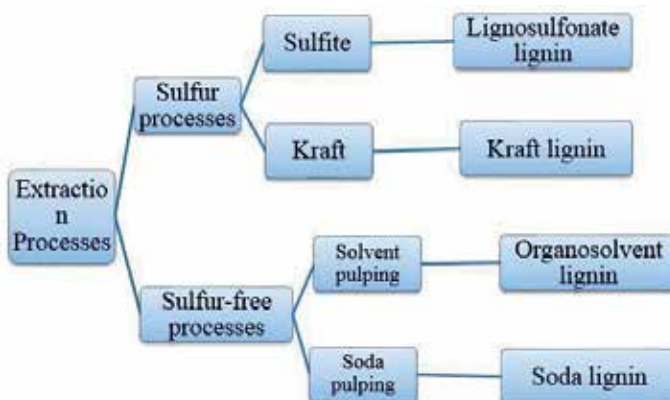 Extractio
n
Processes
Sulfur
processes
Sulfite
Lignosulfonate
lignin
Kraft
Kraft lignin
Sulfur-free
processes
Solvent
pulping
Organosolvent
lignin
Soda
pulping
Soda lignin